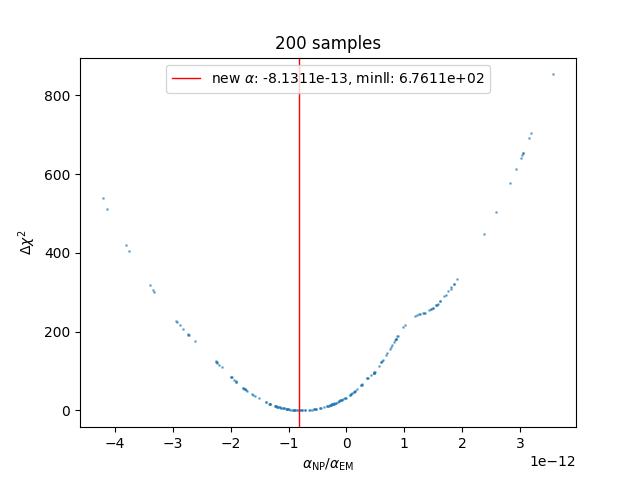 200 samples
new α: -8.1311e-13, minll: 6.7611e+02
Δχ²
800
600
400
200
0
−4 −3 −2 −1 0 1 2 3
α_NP/α_EM
1e−12